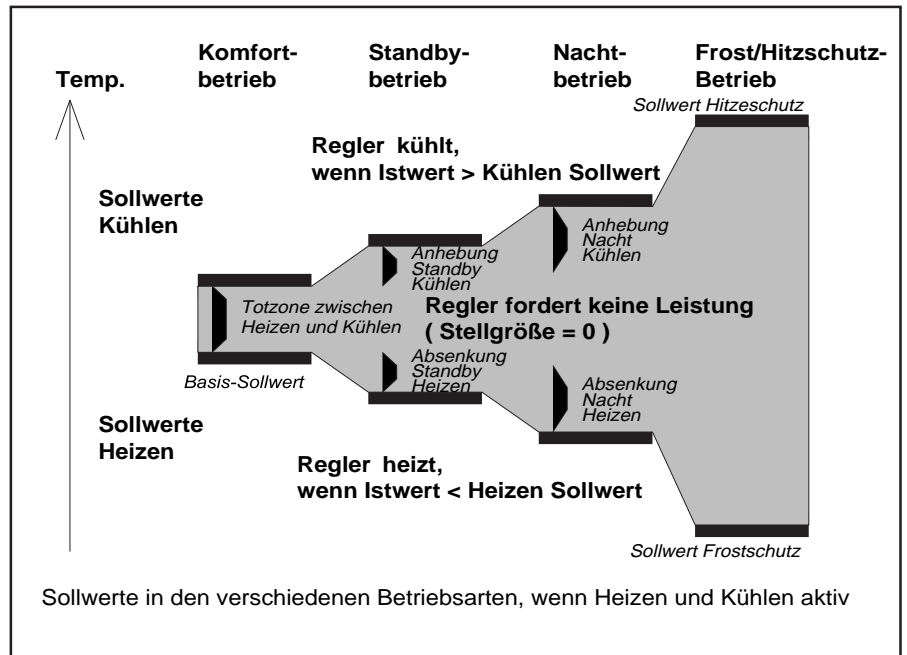 Komfort-
betrieb
Standby-
betrieb
Nacht-
betrieb
Frost/Hitzschutz-
Betrieb
Temp.
Sollwert Hitzeschutz
Regler kühlt,
wenn Istwert > Kühlen Sollwert
Sollwerte
Kühlen
Anhebung
Standby
Kühlen
Anhebung
Nacht
Kühlen
Totzone zwischen
Heizen und Kühlen
Regler fordert keine Leistung
( Stellgröße = 0 )
Basis-Sollwert
Absenkung
Standby
Heizen
Absenkung
Nacht
Heizen
Sollwerte
Heizen
Regler heizt,
wenn Istwert < Heizen Sollwert
Sollwert Frostschutz
Sollwerte in den verschiedenen Betriebsarten, wenn Heizen und Kühlen aktiv